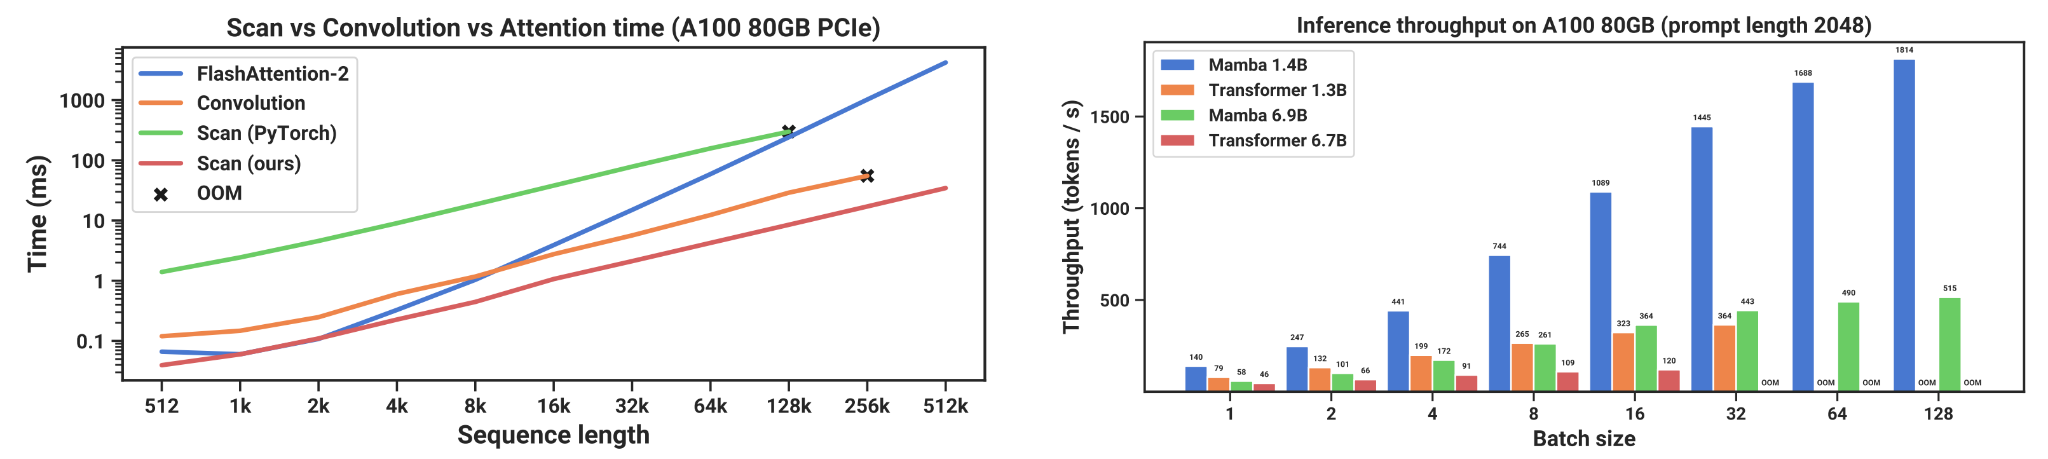 Scan vs Convolution vs Attention time (A100 80GB PCIe)
FlashAttention-2
Convolution
Scan (PyTorch)
Scan (ours)
OOM
Time (ms)
1000
100
10
1
0.1
512 1k 2k 4k 8k 16k 32k 64k 128k 256k 512k
Sequence length
Inference throughput on A100 80GB (prompt length 2048)
Mamba 1.4B
Transformer 1.3B
Mamba 6.9B
Transformer 6.7B
Throughput (tokens / s)
1500
1000
500
140 79 58 46
247 132 101 66
441 199 172 91
744 265 261 109
1089 323 364 120
1445 364 443 OOM
1688 OOM 490 OOM
1814 OOM 515 OOM
1 2 4 8 16 32 64 128
Batch size